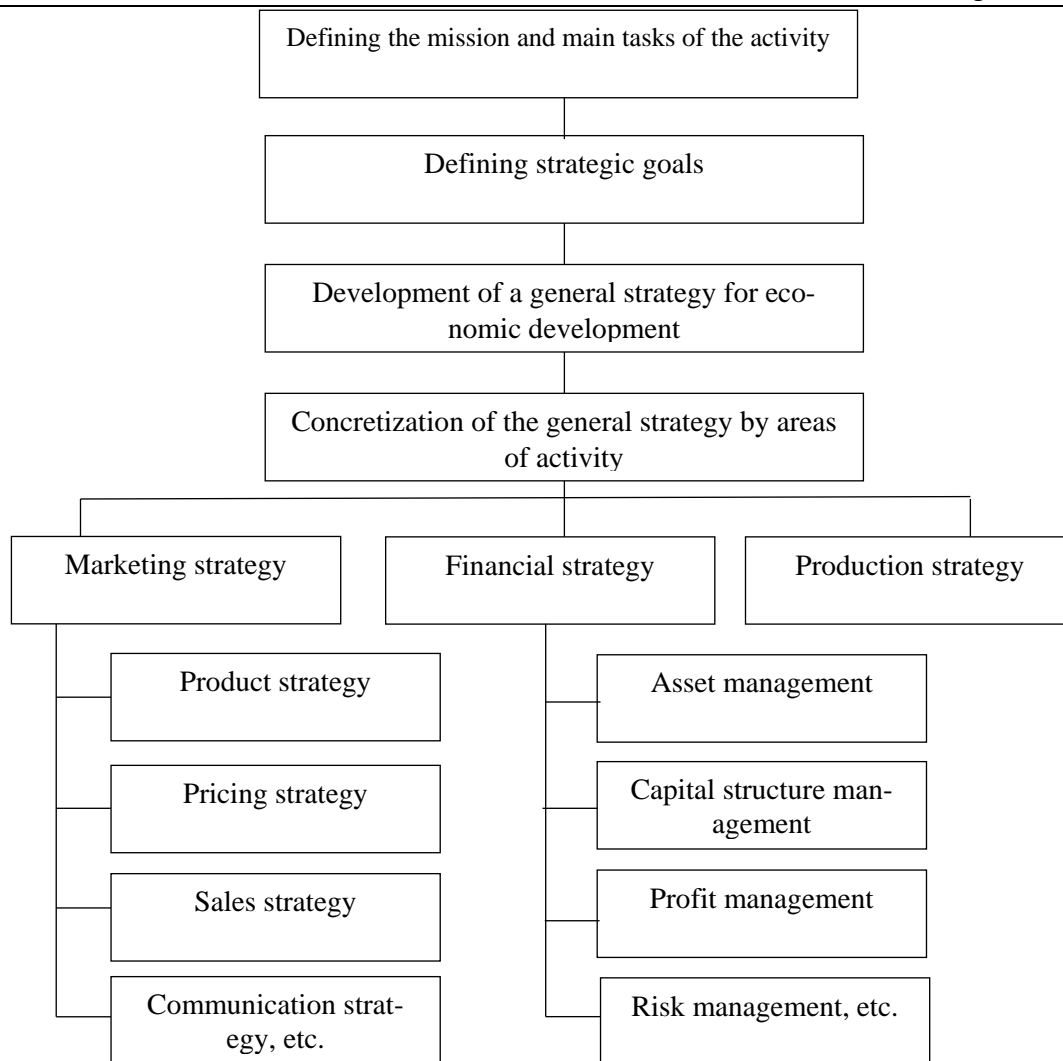 Defining the mission and main tasks of the activity
Defining strategic goals
Development of a general strategy for eco-
nomic development
Concretization of the general strategy by areas
of activity
Marketing strategy
Financial strategy
Production strategy
Product strategy
Asset management
Pricing strategy
Capital structure man-
agement
Sales strategy
Profit management
Communication strat-
egy, etc.
Risk management, etc.